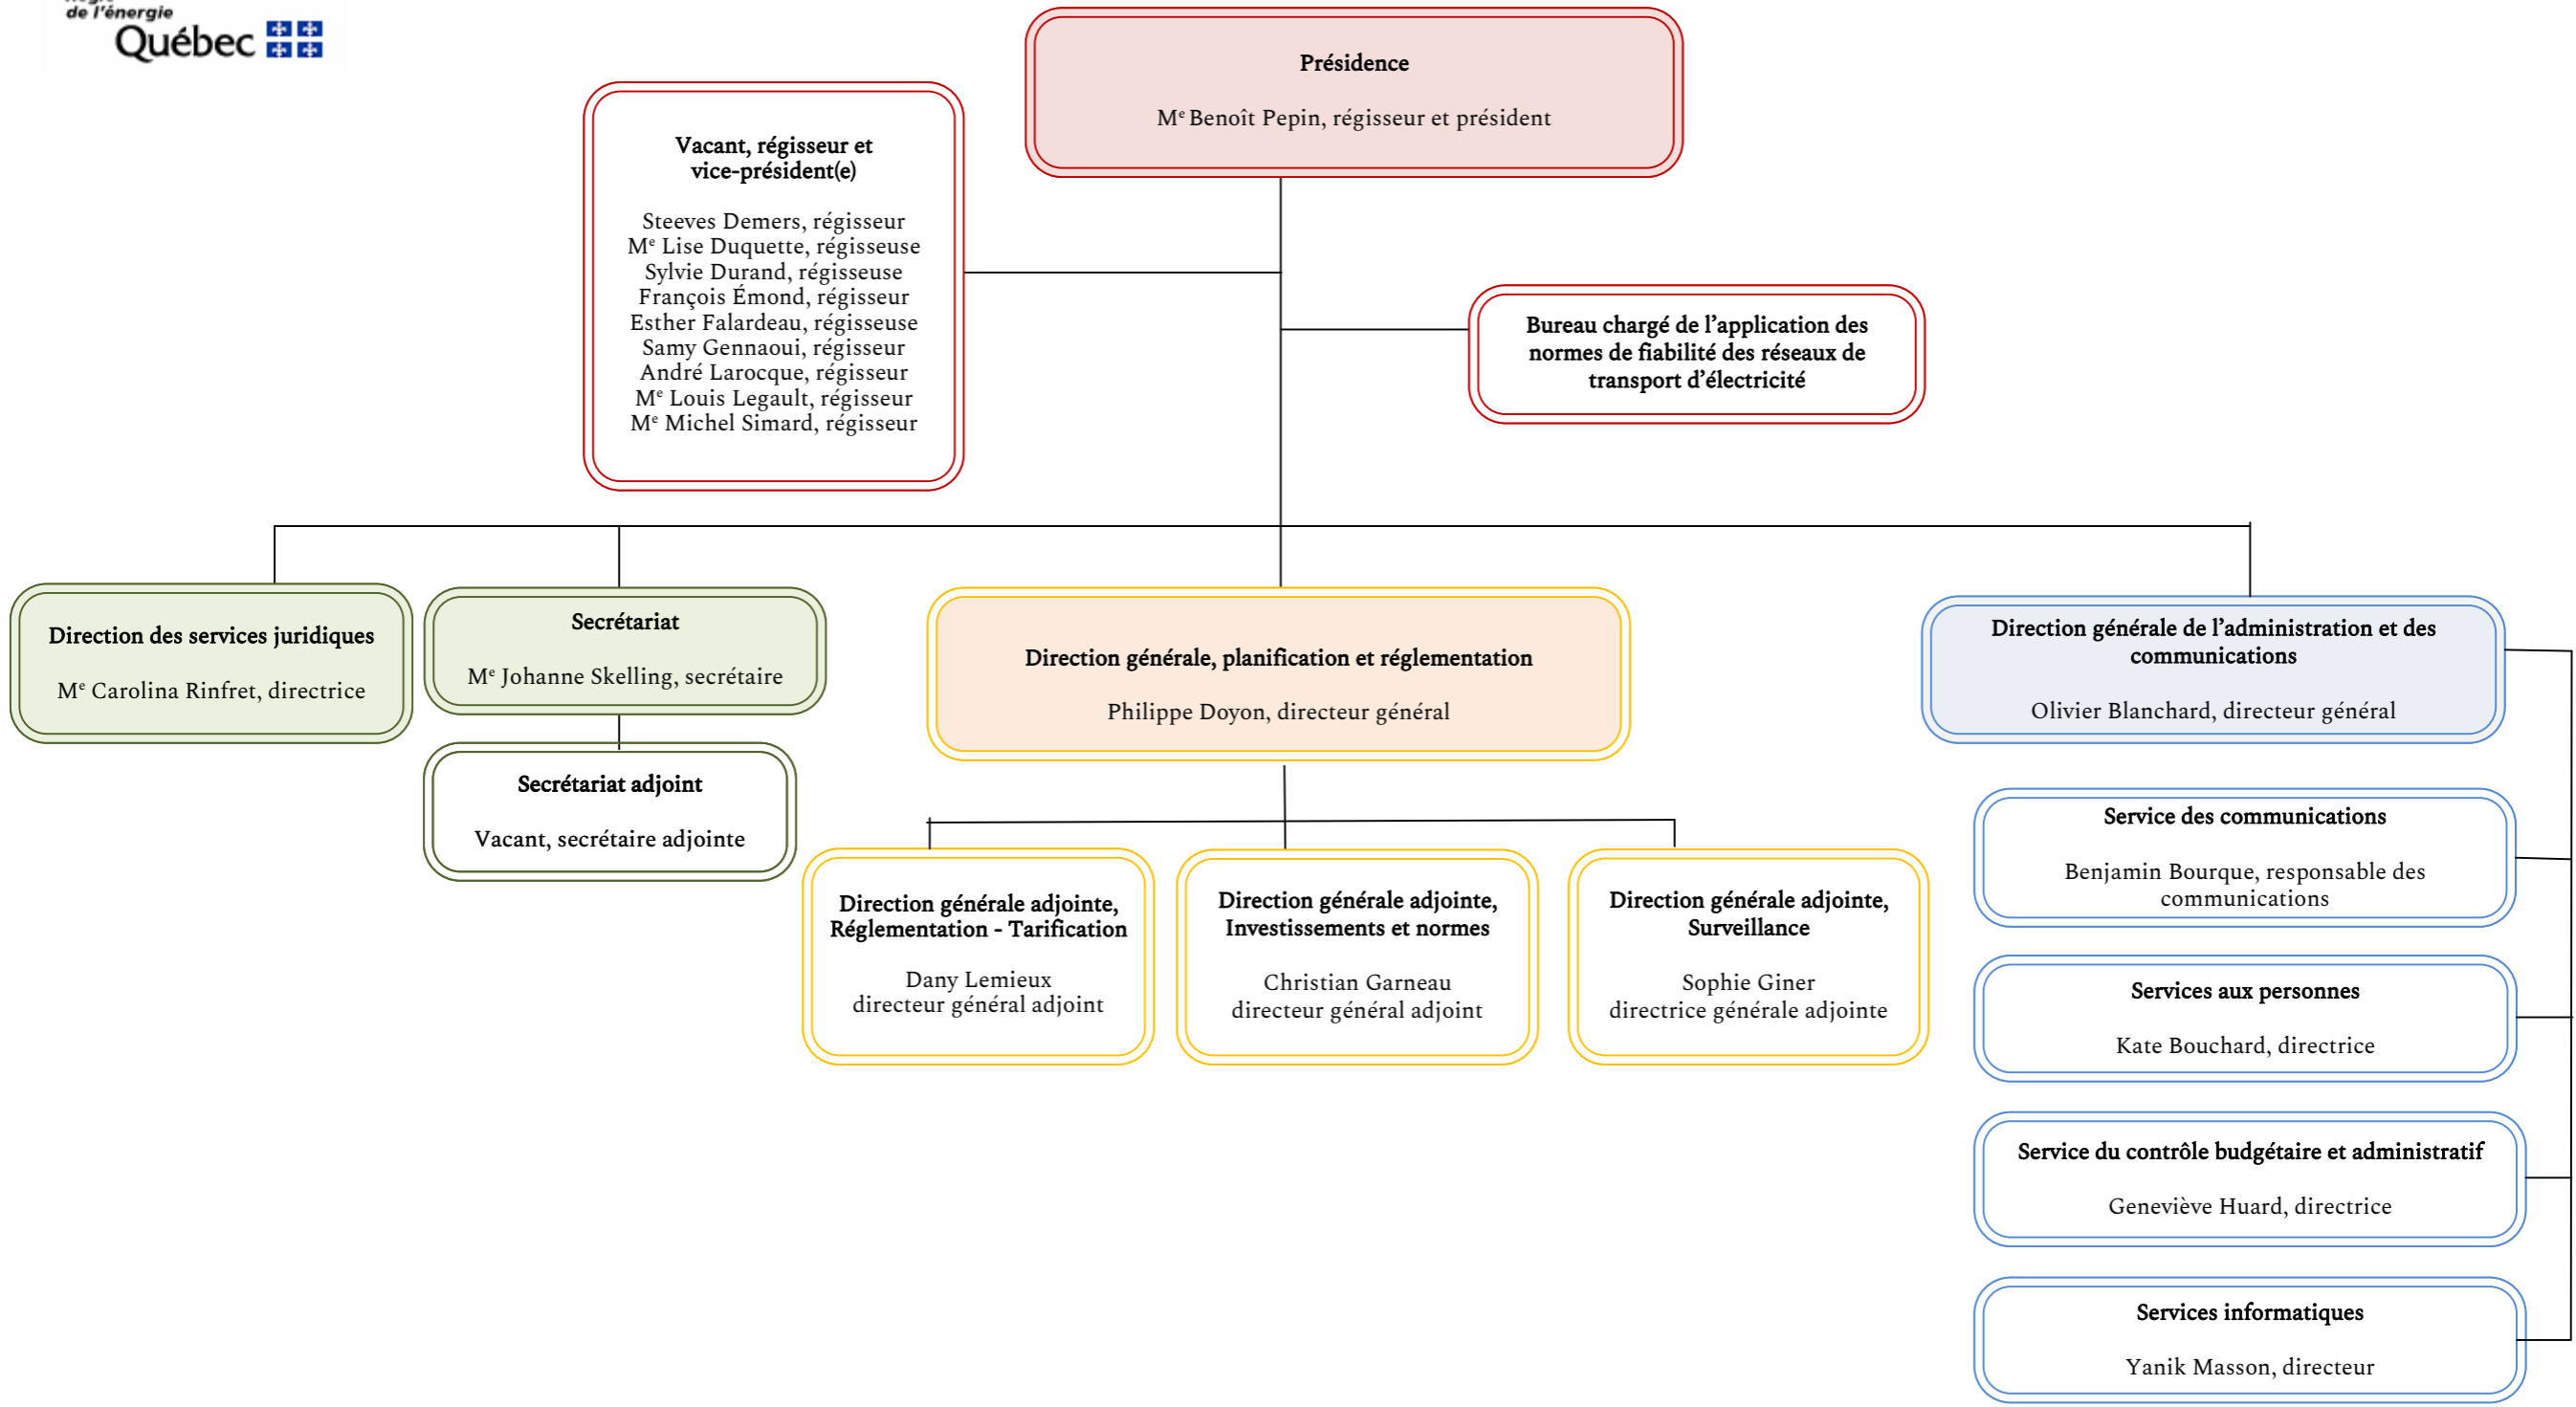 de l'énergie
Québec
Présidence
Me Benoît Pepin, régisseur et président
Vacant, régisseur et
vice-président(e)
Steeves Demers, régisseur
Me Lise Duquette, régisseuse
Sylvie Durand, régisseuse
François Émond, régisseur
Esther Falardeau, régisseuse
Samy Gennaoui, régisseur
André Larocque, régisseur
Me Louis Legault, régisseur
Me Michel Simard, régisseur
Bureau chargé de l'application des
normes de fiabilité des réseaux de
transport d'électricité
Direction des services juridiques
Me Carolina Rinfret, directrice
Secrétariat
Me Johanne Skelling, secrétaire
Secrétariat adjoint
Vacant, secrétaire adjointe
Direction générale, planification et réglementation
Philippe Doyon, directeur général
Direction générale adjointe,
Réglementation - Tarification
Dany Lemieux
directeur général adjoint
Direction générale adjointe,
Investissements et normes
Christian Garneau
directeur général adjoint
Direction générale adjointe,
Surveillance
Sophie Giner
directrice générale adjointe
Direction générale de l'administration et des
communications
Olivier Blanchard, directeur général
Service des communications
Benjamin Bourque, responsable des
communications
Services aux personnes
Kate Bouchard, directrice
Service du contrôle budgétaire et administratif
Geneviève Huard, directrice
Services informatiques
Yanik Masson, directeur